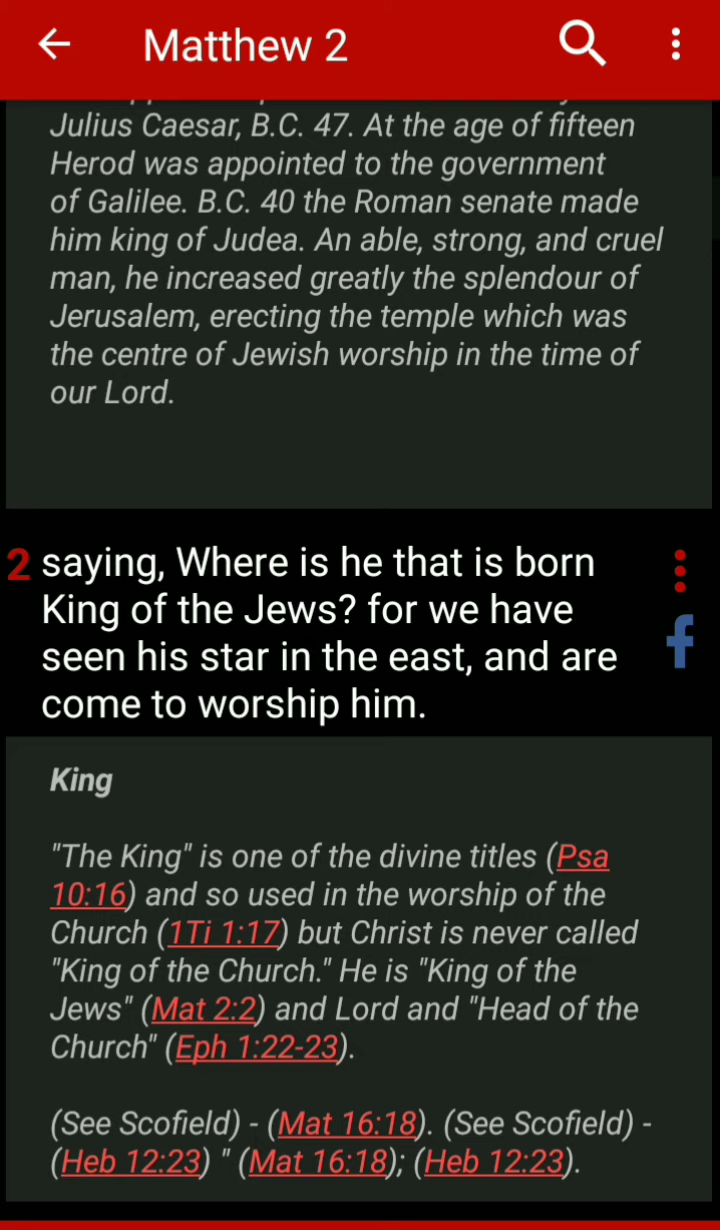 Matthew 2
Julius Caesar, B.C. 47. At the age of fifteen
Herod was appointed to the government
of Galilee. B.C. 40 the Roman senate made
him king of Judea. An able, strong, and cruel
man, he increased greatly the splendour of
Jerusalem, erecting the temple which was
the centre of Jewish worship in the time of
our Lord.
2 saying, Where is he that is born
King of the Jews? for we have
seen his star in the east, and are
come to worship him.
King
"The King" is one of the divine titles (Psa
10:16) and so used in the worship of the
Church (1Ti 1:17) but Christ is never called
"King of the Church." He is "King of the
Jews" (Mat 2:2) and Lord and "Head of the
Church" (Eph 1:22-23).
(See Scofield) - (Mat 16:18). (See Scofield) -
(Heb 12:23) " (Mat 16:18); (Heb 12:23).